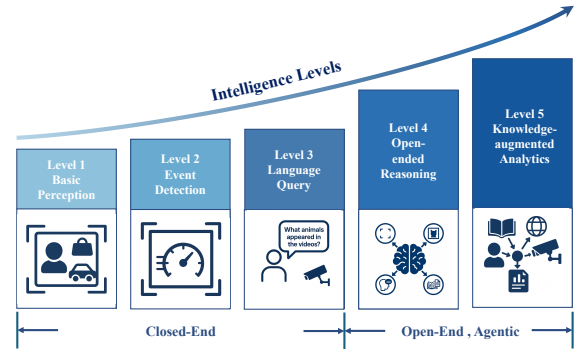 Intelligence Levels
Level 1
Basic
Perception
Level 2
Event
Detection
Level 3
Language
Query
Level 4
Open-
ended
Reasoning
Level 5
Knowledge-
augmented
Analytics
What animals
appeared in
the videos?
Closed-End
Open-End , Agentic